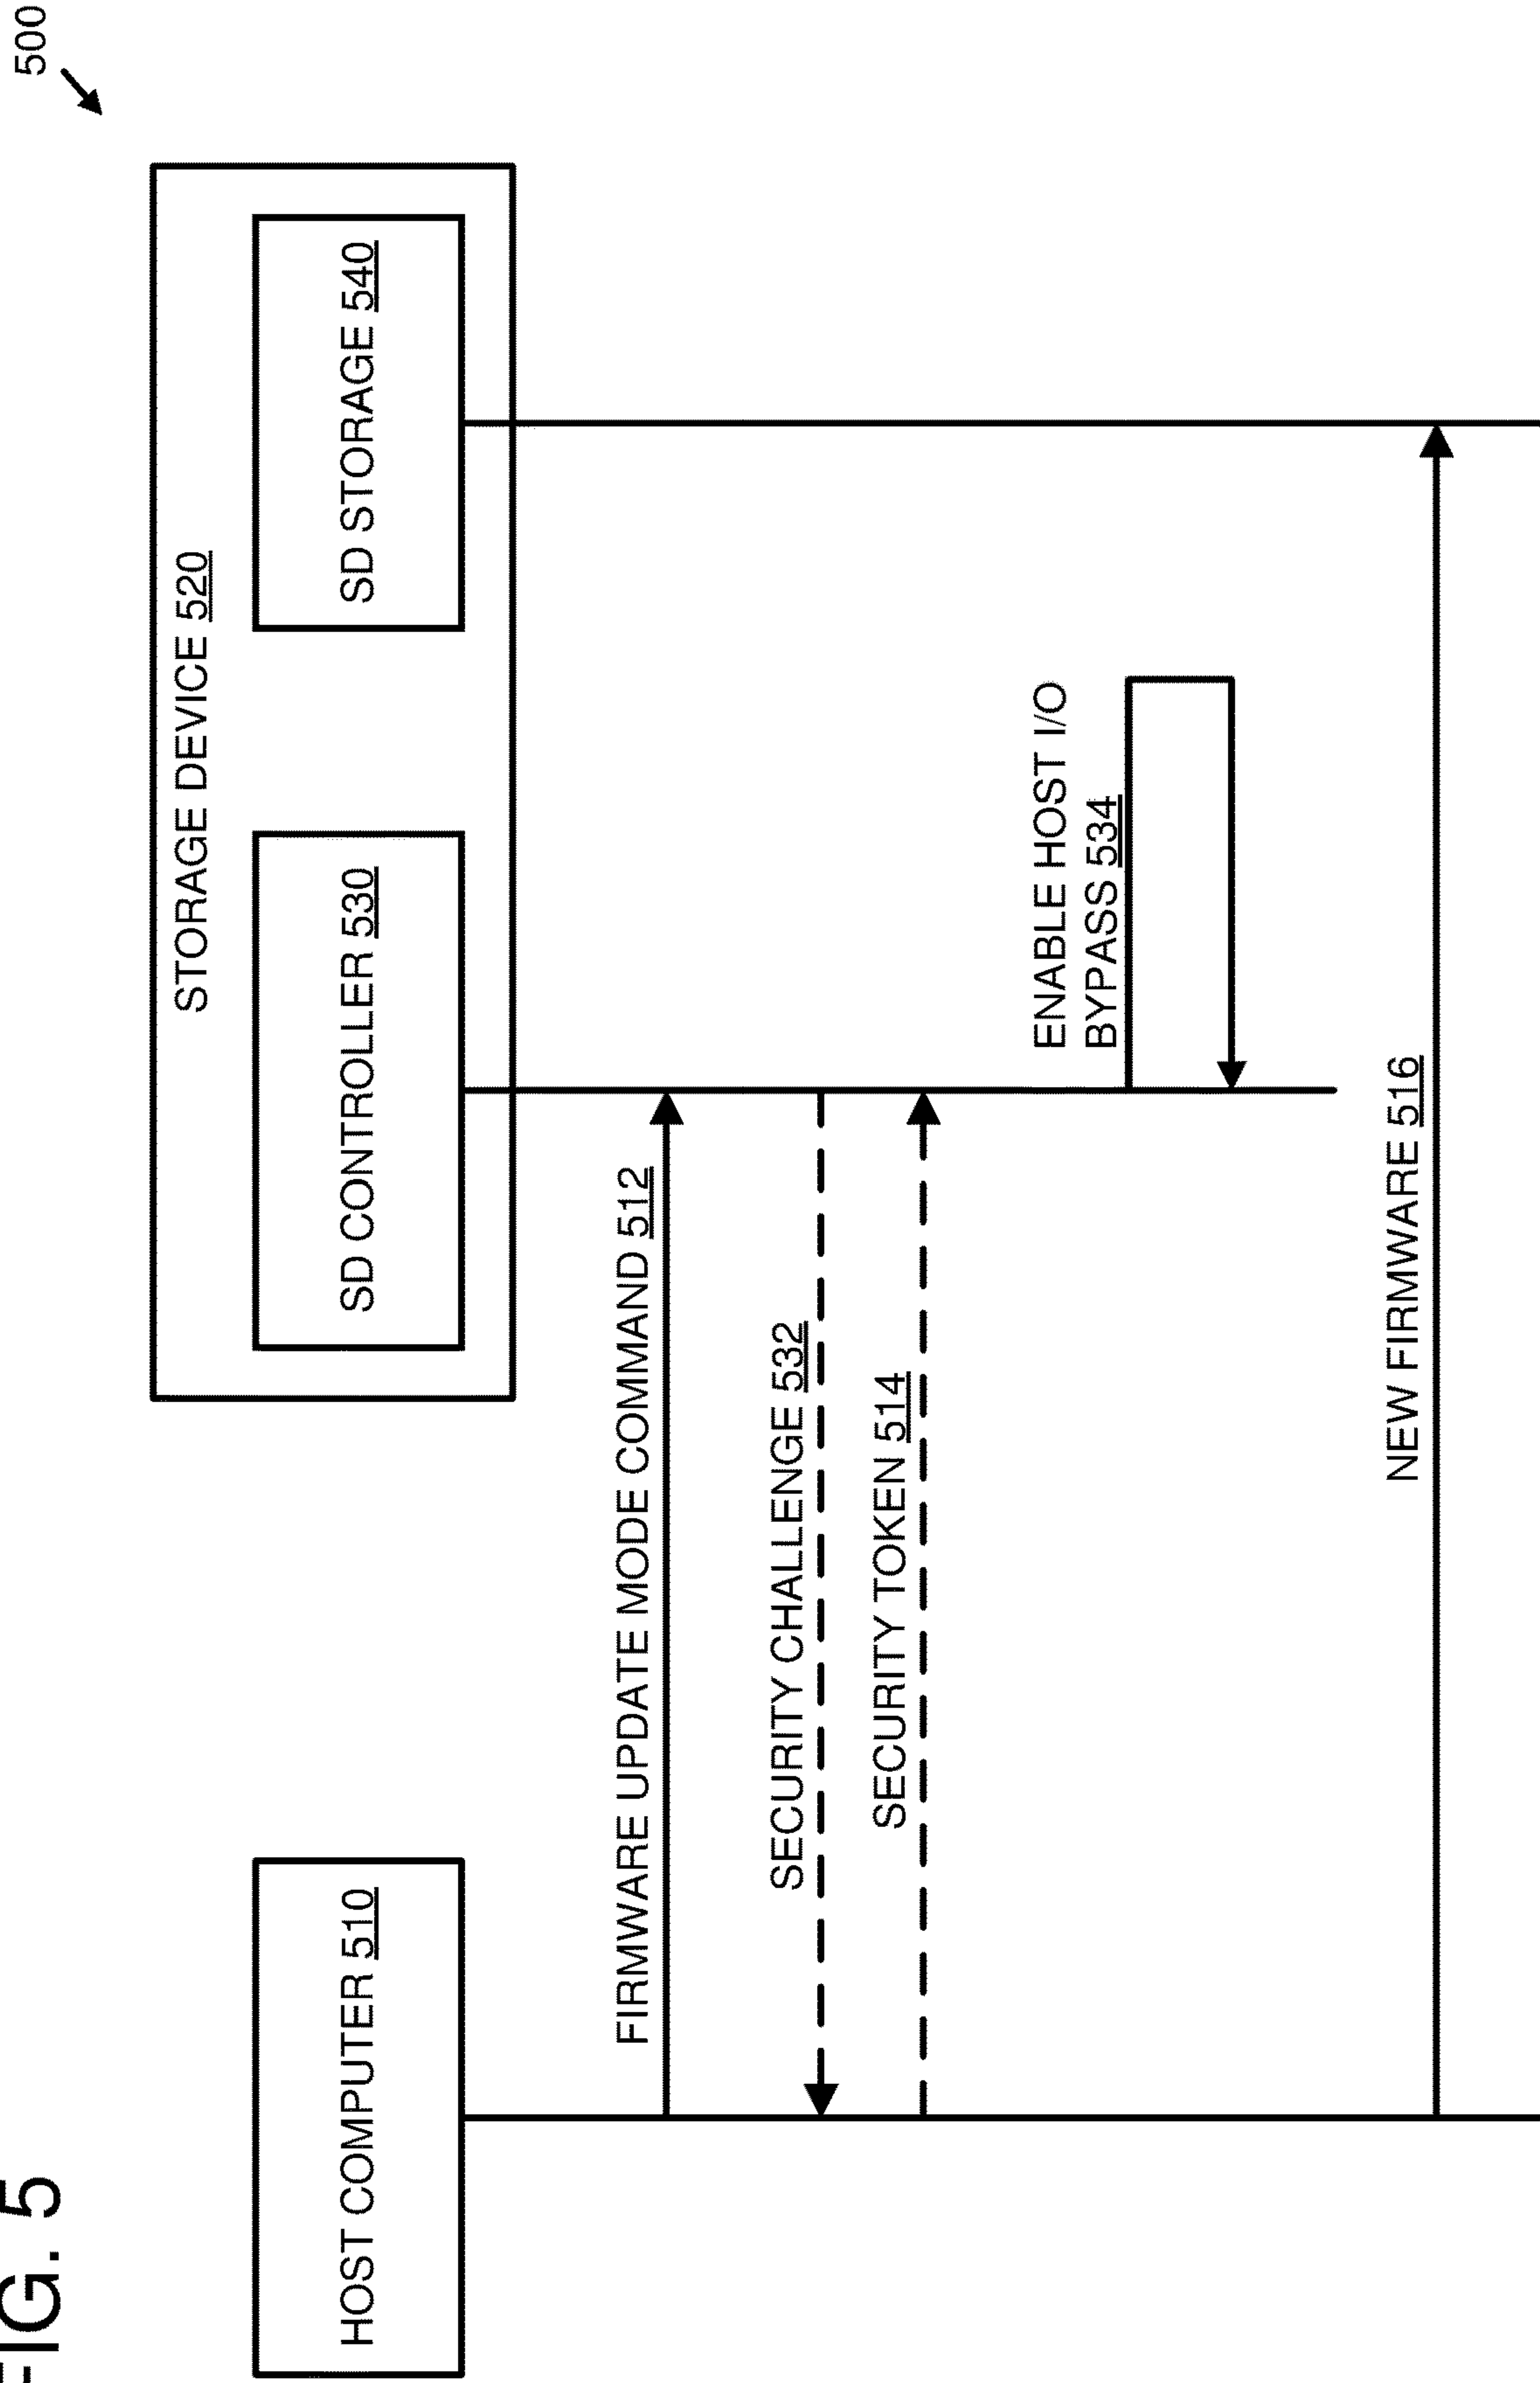 FIG. 5
500
STORAGE DEVICE 520
HOST COMPUTER 510
SD CONTROLLER 530
SD STORAGE 540
FIRMWARE UPDATE MODE COMMAND 512
SECURITY CHALLENGE 532
SECURITY TOKEN 514
ENABLE HOST I/O
BYPASS 534
NEW FIRMWARE 516